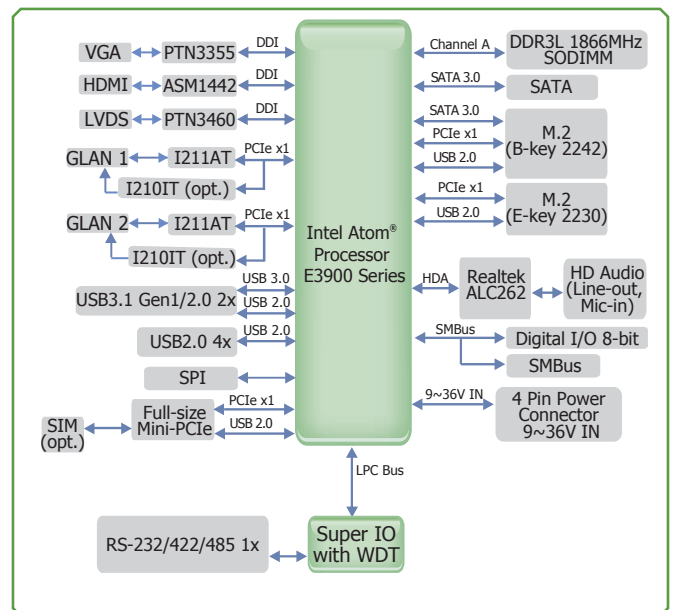 VGA
PTN3355
DDI
HDMI
ASM1442
DDI
LVDS
PTN3460
DDI
GLAN 1
I211AT
PCIe x1
I210IT (opt.)
GLAN 2
I211AT
PCIe x1
I210IT (opt.)
USB3.1 Gen1/2.0 2x
USB 3.0
USB 2.0
USB2.0 4x
USB 2.0
SPI
SIM
(opt.)
Full-size
Mini-PCIe
PCIe x1
USB 2.0
Intel Atom®
Processor
E3900 Series
Channel A
DDR3L 1866MHz
SODIMM
SATA 3.0
SATA
SATA 3.0
PCIe x1
USB 2.0
M.2
(B-key 2242)
PCIe x1
USB 2.0
M.2
(E-key 2230)
HDA
Realtek
ALC262
HD Audio
(Line-out,
Mic-in)
SMBus
Digital I/O 8-bit
SMBus
9~36V IN
4 Pin Power
Connector
9~36V IN
LPC Bus
RS-232/422/485 1x
Super IO
with WDT